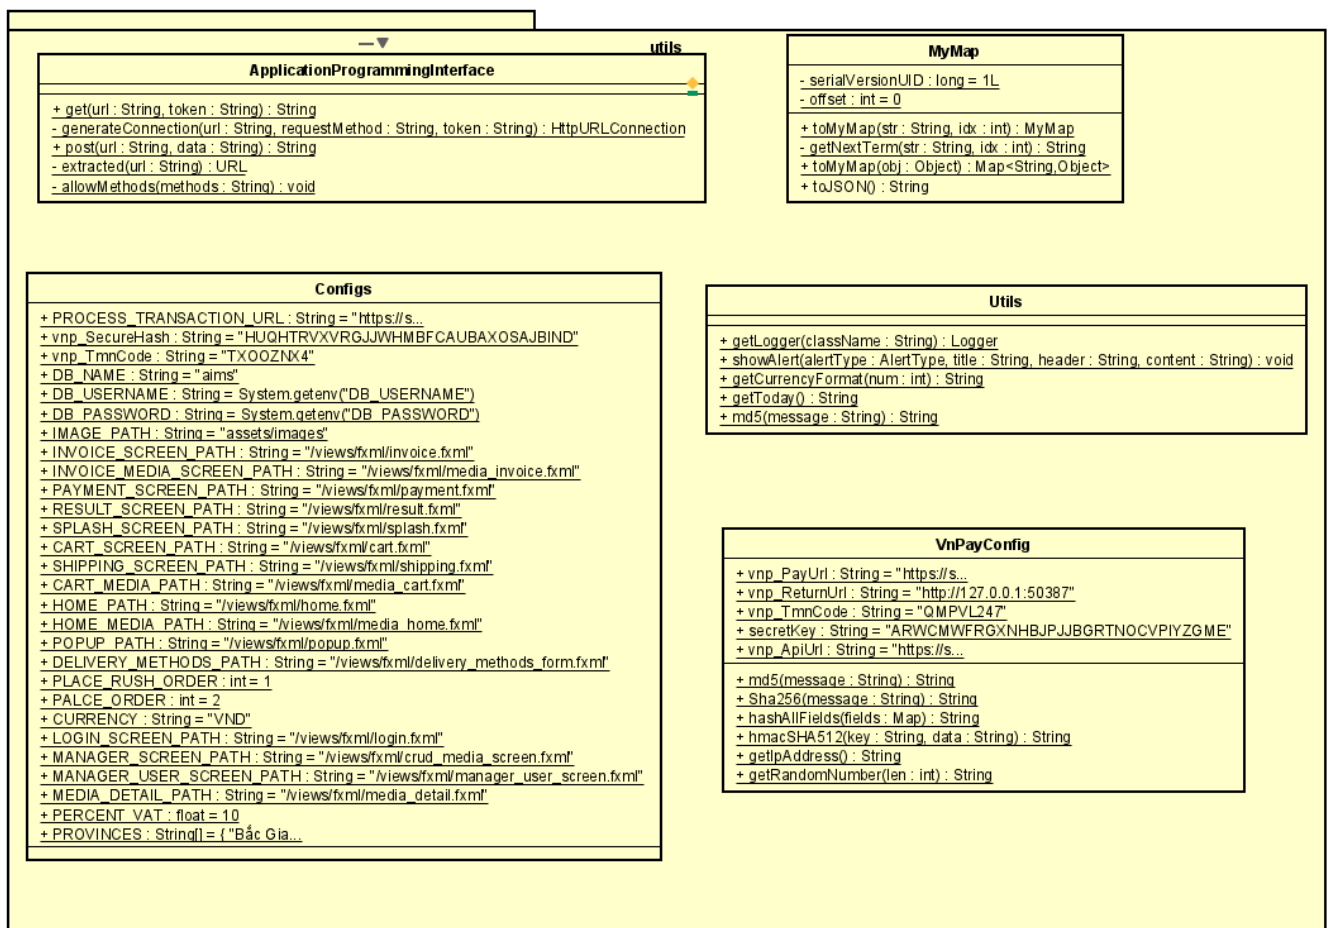 utils
ApplicationProgrammingInterface
+ get(url : String, token : String) : String
- generateConnection(url : String, requestMethod : String, token : String) : HttpURLConnection
+ post(url : String, data : String) : String
- extracted(url : String) : URL
- allowMethods(methods : String) : void
MyMap
- serialVersionUID : long = 1L
- offset : int = 0
+ toMyMap(str : String, idx : int) : MyMap
- getNextTerm(str : String, idx : int) : String
+ toMyMap(obj : Object) : Map<String,Object>
+ toJSON() : String
Configs
+ PROCESS_TRANSACTION_URL : String = "https://s...
+ vnp_SecureHash : String = "HUQHTRVXVRGJJWHMBFCAUBAXOSAJBIND"
+ vnp_TmnCode : String = "TXOOZNX4"
+ DB_NAME : String = "aims"
+ DB_USERNAME : String = System.getenv("DB_USERNAME")
+ DB_PASSWORD : String = System.getenv("DB_PASSWORD")
+ IMAGE_PATH : String = "assets/images"
+ INVOICE_SCREEN_PATH : String = "/views/fxml/invoice.fxml"
+ INVOICE_MEDIA_SCREEN_PATH : String = "/views/fxml/media_invoice.fxml"
+ PAYMENT_SCREEN_PATH : String = "/views/fxml/payment.fxml"
+ RESULT_SCREEN_PATH : String = "/views/fxml/result.fxml"
+ SPLASH_SCREEN_PATH : String = "/views/fxml/splash.fxml"
+ CART_SCREEN_PATH : String = "/views/fxml/cart.fxml"
+ SHIPPING_SCREEN_PATH : String = "/views/fxml/shipping.fxml"
+ CART_MEDIA_PATH : String = "/views/fxml/media_cart.fxml"
+ HOME_PATH : String = "/views/fxml/home.fxml"
+ HOME_MEDIA_PATH : String = "/views/fxml/media_home.fxml"
+ POPUP_PATH : String = "/views/fxml/popup.fxml"
+ DELIVERY_METHODS_PATH : String = "/views/fxml/delivery_methods_form.fxml"
+ PLACE_RUSH_ORDER : int = 1
+ PALCE_ORDER : int = 2
+ CURRENCY : String = "VND"
+ LOGIN_SCREEN_PATH : String = "/views/fxml/login.fxml"
+ MANAGER_SCREEN_PATH : String = "/views/fxml/crud_media_screen.fxml"
+ MANAGER_USER_SCREEN_PATH : String = "/views/fxml/manager_user_screen.fxml"
+ MEDIA_DETAIL_PATH : String = "/views/fxml/media_detail.fxml"
+ PERCENT_VAT : float = 10
+ PROVINCES : String[] = { "Bắc Gia...
Utils
+ getLogger(className : String) : Logger
+ showAlert(alertType : AlertType, title : String, header : String, content : String) : void
+ getCurrencyFormat(num : int) : String
+ getToday() : String
+ md5(message : String) : String
VnPayConfig
+ vnp_PayUrl : String = "https://s...
+ vnp_ReturnUrl : String = "http://127.0.0.1:50387"
+ vnp_TmnCode : String = "QMPVL247"
+ secretKey : String = "ARWCMWFRGXNHBJPJJBGRTNOCVPIYZGME"
+ vnp_ApiUrl : String = "https://s...
+ md5(message : String) : String
+ Sha256(message : String) : String
+ hashAllFields(fields : Map) : String
+ hmacSHA512(key : String, data : String) : String
+ getIpAddress() : String
+ getRandomNumber(len : int) : String